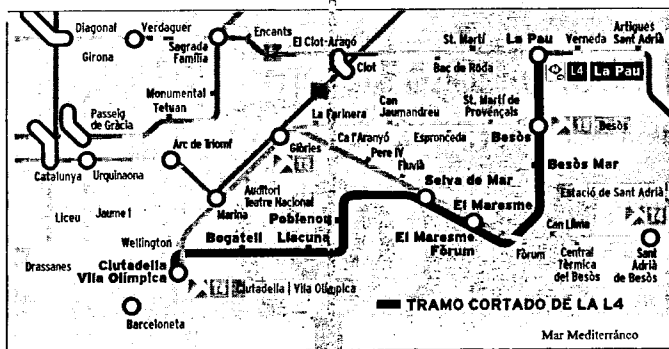 Diagonal
Verdaguer
Girona
Sagrada
Família
Encants
El Clot-Aragó
Clot
St. Martí
Bac de Roda
La Pau
Verneda
Artigues
Sant Adrià
L4 La Pau
Monumental
Tetuan
Passeig
de Gràcia
La Farinera
Can
Jaumandreu
St. Martí de
Provençals
Besòs
Besòs
Arc de Triomf
Glòries
Ca l'Aranyó
Espronceda
Pere IV
Fluvià
Besòs Mar
Catalunya
Urquinaona
Auditori
Teatre Nacional
Marina
Selva de Mar
Estació de Sant Adrià
Liceu
Jaume I
Poblenou
El Maresme
Can Llima
Wellington
Bogatell
Llacuna
El Maresme
Fòrum
Fòrum
Central
Tèrmica
del Besòs
Sant
Adrià
de Besòs
Drassanes
Ciutadella
Vila Olímpica
Ciutadella | Vila Olímpica
Barceloneta
TRAMO CORTADO DE LA L4
Mar Mediterráneo